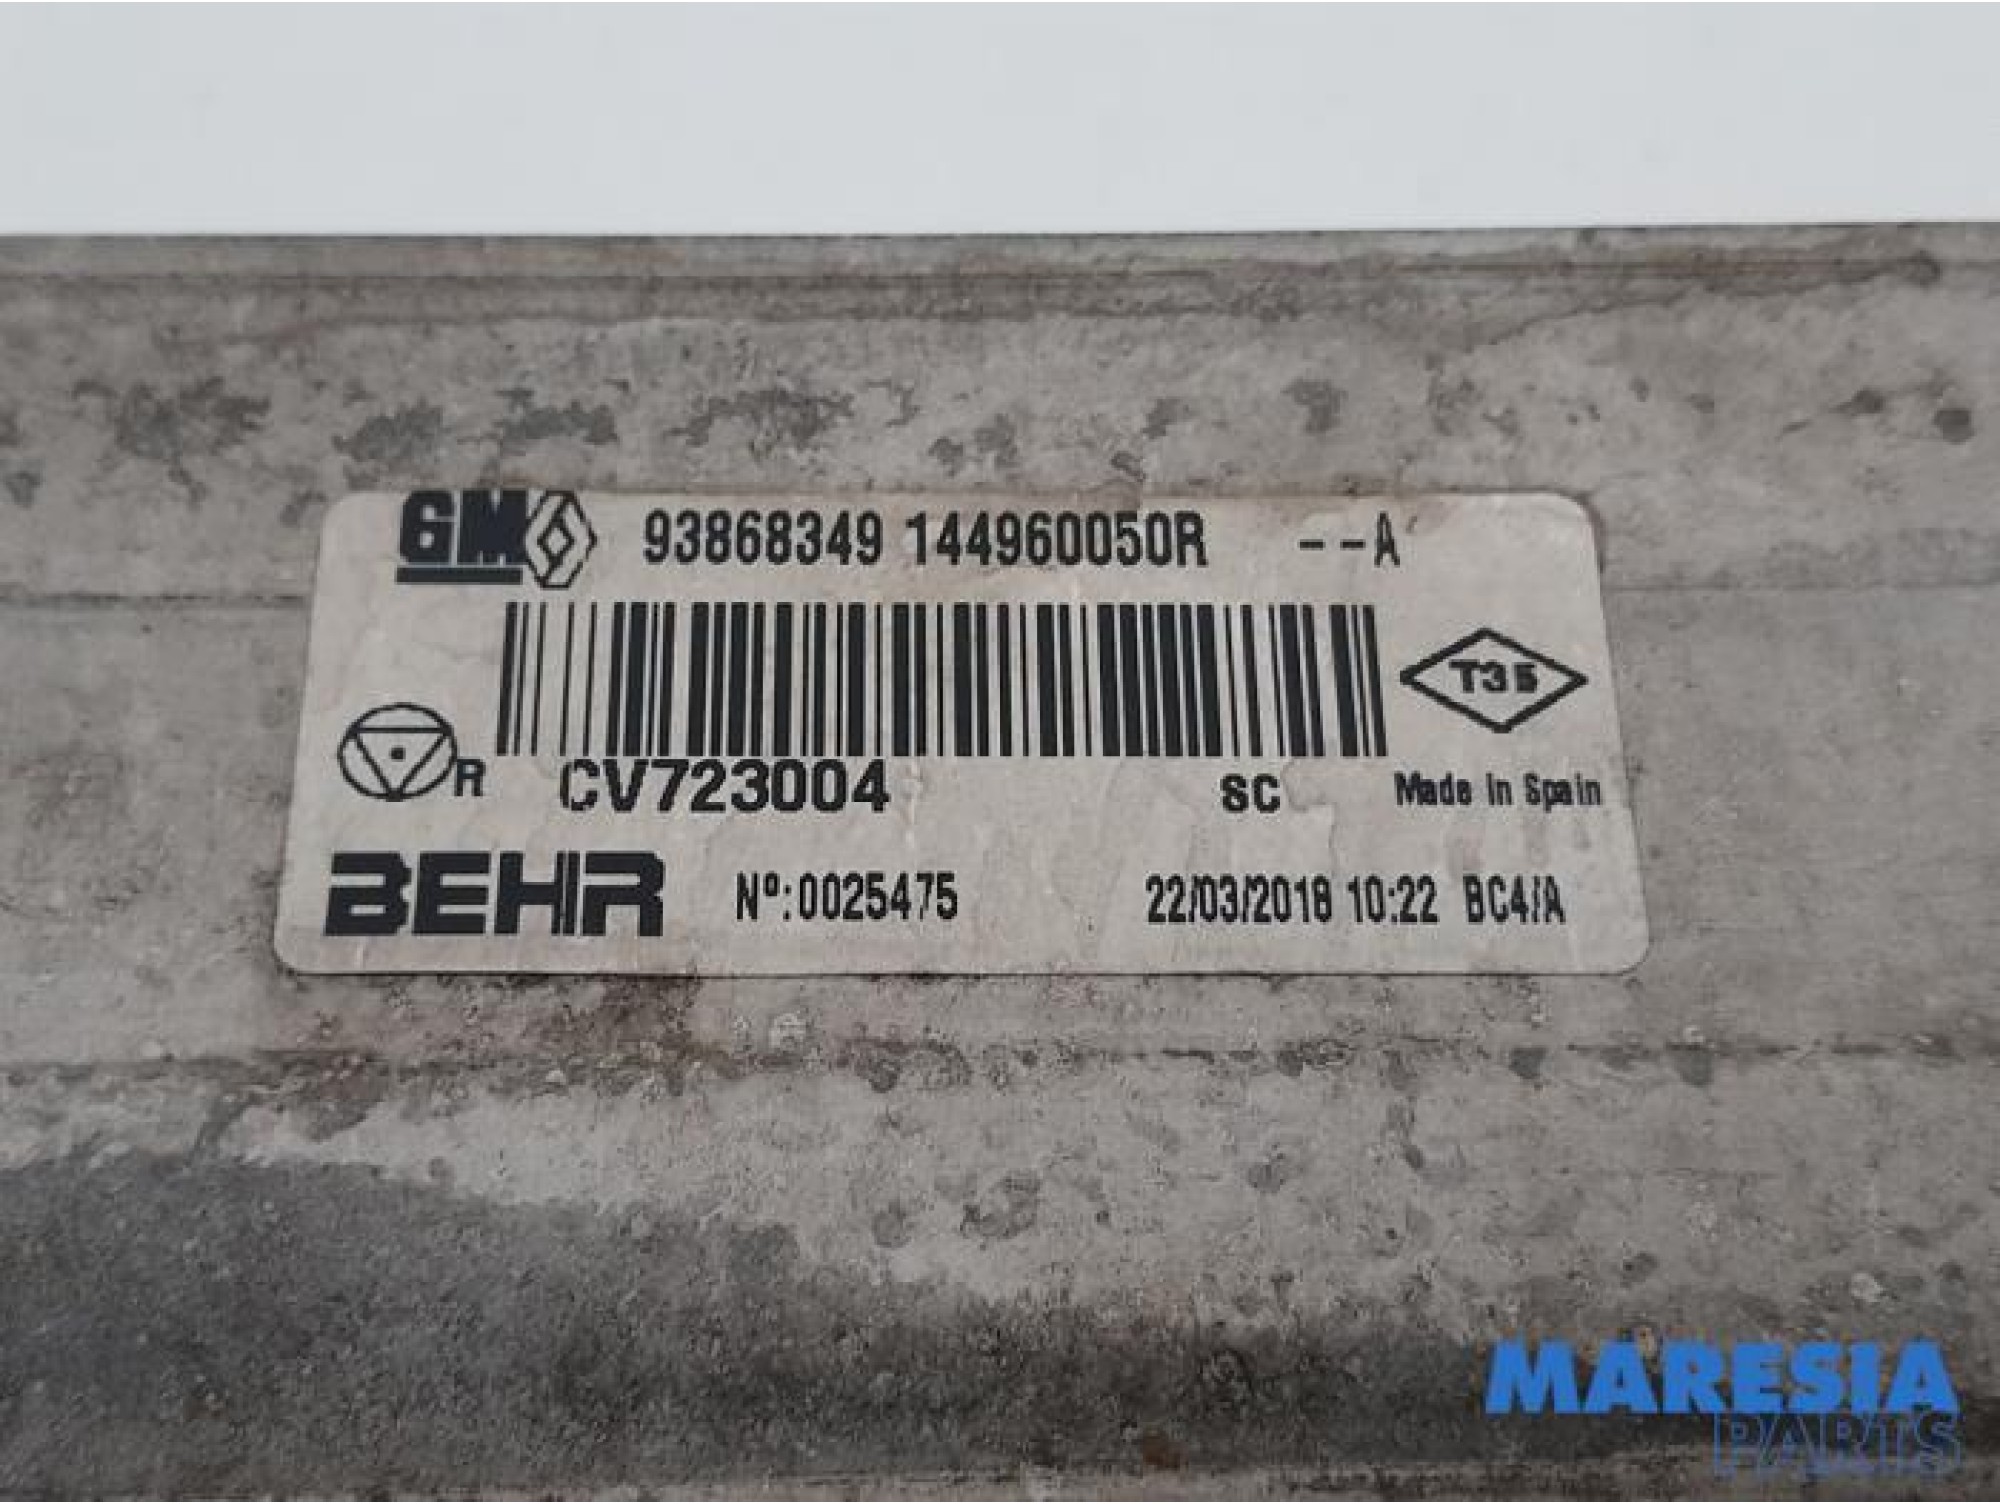 GM 93868349 144960050R --A
T35
R CV723004 SC Made in Spain
BEHR Nº:0025475 22/03/2018 10:22 BC4/A
MARESIA
PARTS